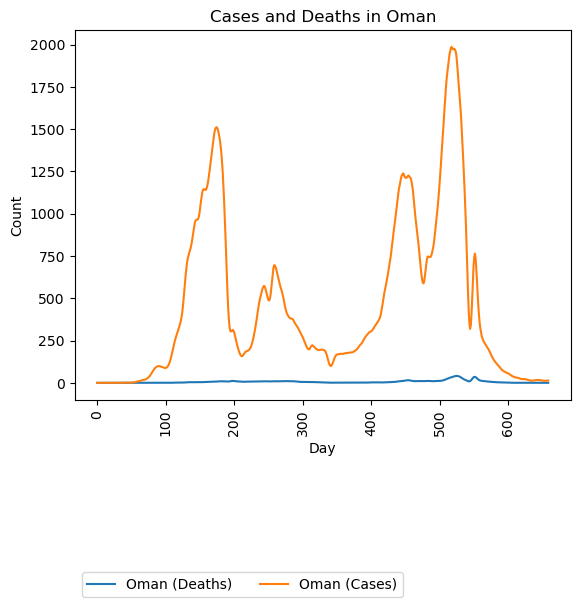 Cases and Deaths in Oman
2000
1750
1500
1250
1000
750
500
250
0
Count
0 100 200 300 400 500 600
Day
Oman (Deaths) Oman (Cases)